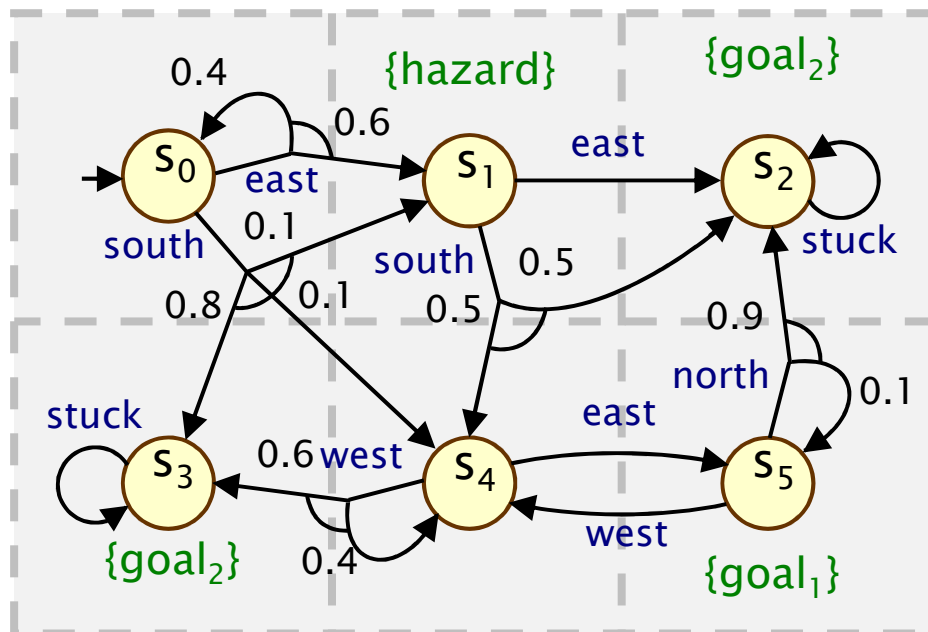 {hazard}
{goal₂}
0.4
0.6
s₀
east
s₁
east
s₂
stuck
south
0.1
0.1
0.8
south
0.5
0.5
0.9
north
0.1
stuck
s₃
0.6
west
0.4
s₄
east
west
s₅
{goal₂}
{goal₁}